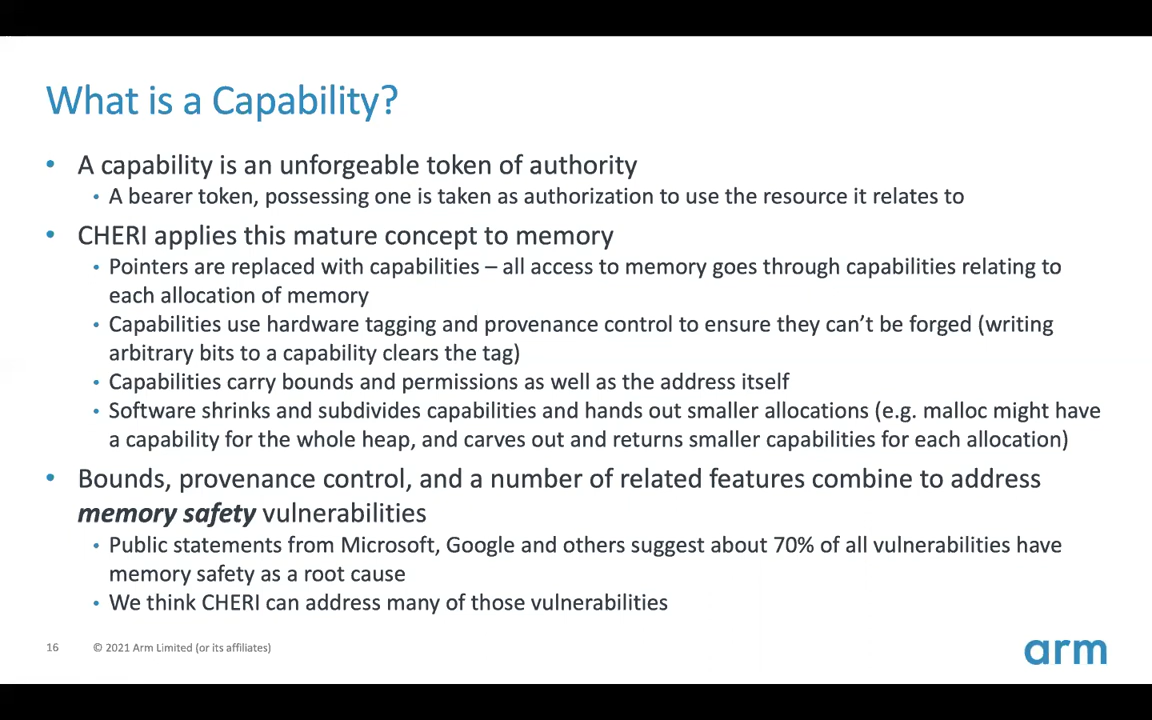 What is a Capability?
• A capability is an unforgeable token of authority
• A bearer token, possessing one is taken as authorization to use the resource it relates to
• CHERI applies this mature concept to memory
• Pointers are replaced with capabilities – all access to memory goes through capabilities relating to
each allocation of memory
• Capabilities use hardware tagging and provenance control to ensure they can’t be forged (writing
arbitrary bits to a capability clears the tag)
• Capabilities carry bounds and permissions as well as the address itself
• Software shrinks and subdivides capabilities and hands out smaller allocations (e.g. malloc might have
a capability for the whole heap, and carves out and returns smaller capabilities for each allocation)
• Bounds, provenance control, and a number of related features combine to address
memory safety vulnerabilities
• Public statements from Microsoft, Google and others suggest about 70% of all vulnerabilities have
memory safety as a root cause
• We think CHERI can address many of those vulnerabilities
16 © 2021 Arm Limited (or its affiliates)
arm